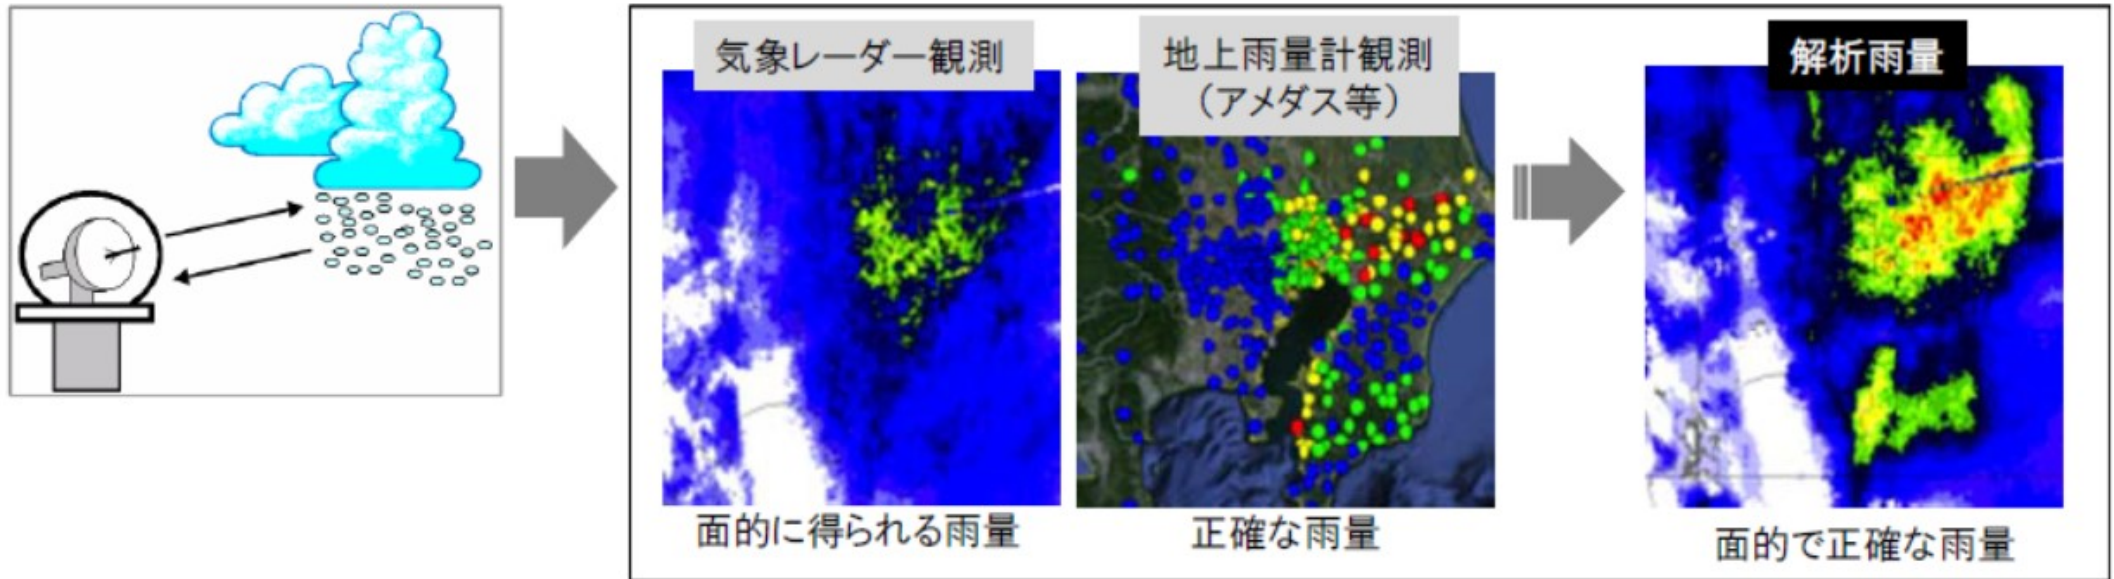 気象レーダー観測
地上雨量計観測
（アメダス等）
解析雨量
面的に得られる雨量
正確な雨量
面的で正確な雨量